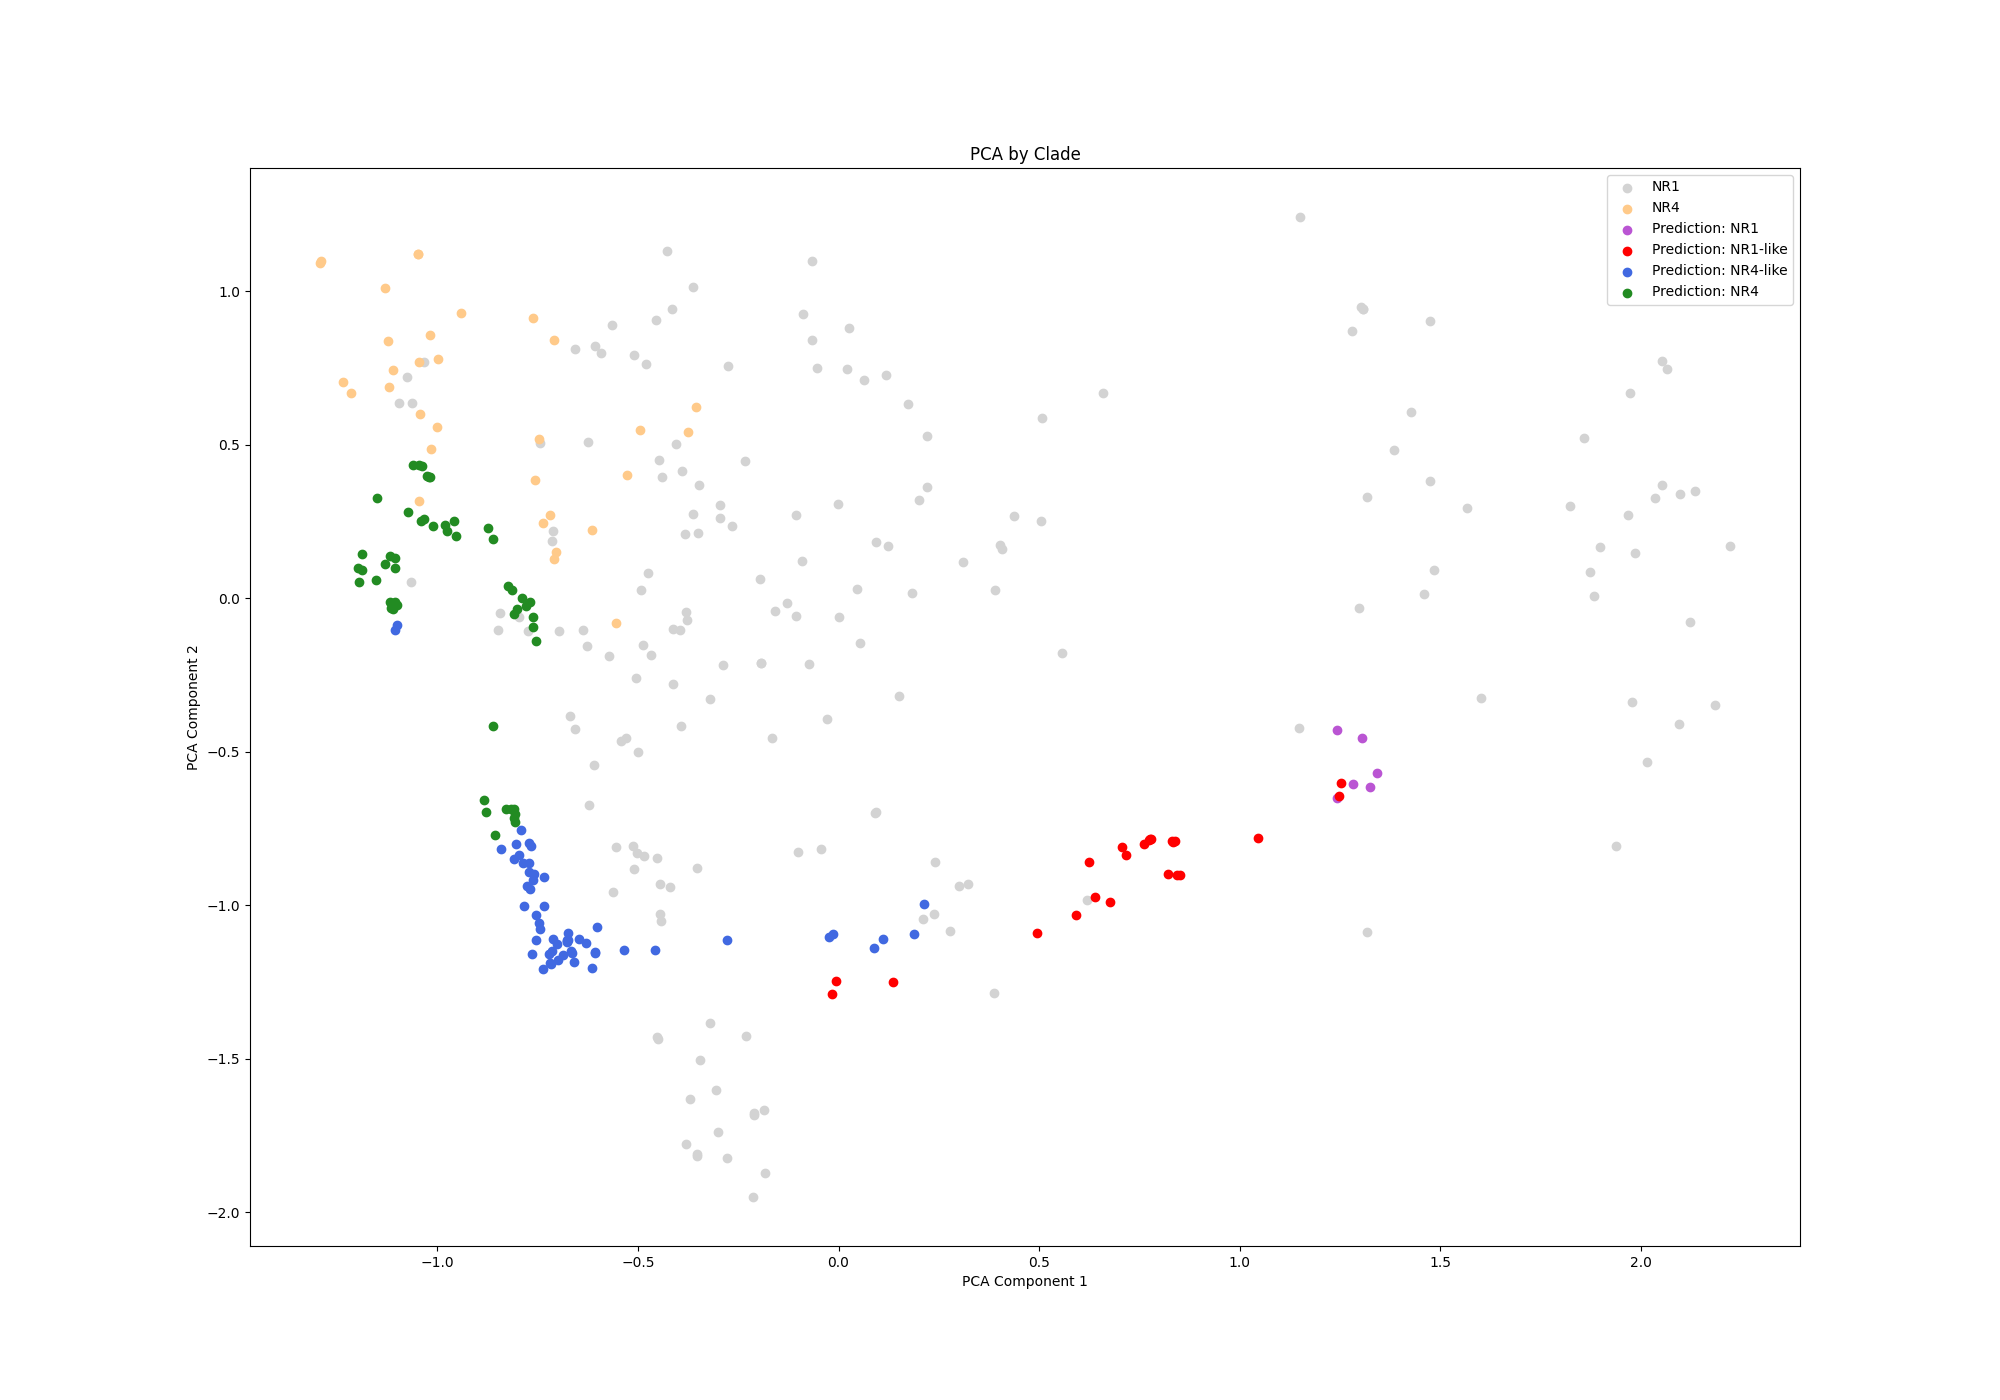 PCA by Clade
NR1
NR4
Prediction: NR1
Prediction: NR1-like
Prediction: NR4-like
Prediction: NR4
1.0
0.5
0.0
−0.5
−1.0
−1.5
−2.0
PCA Component 2
−1.0
−0.5
0.0
0.5
1.0
1.5
2.0
PCA Component 1